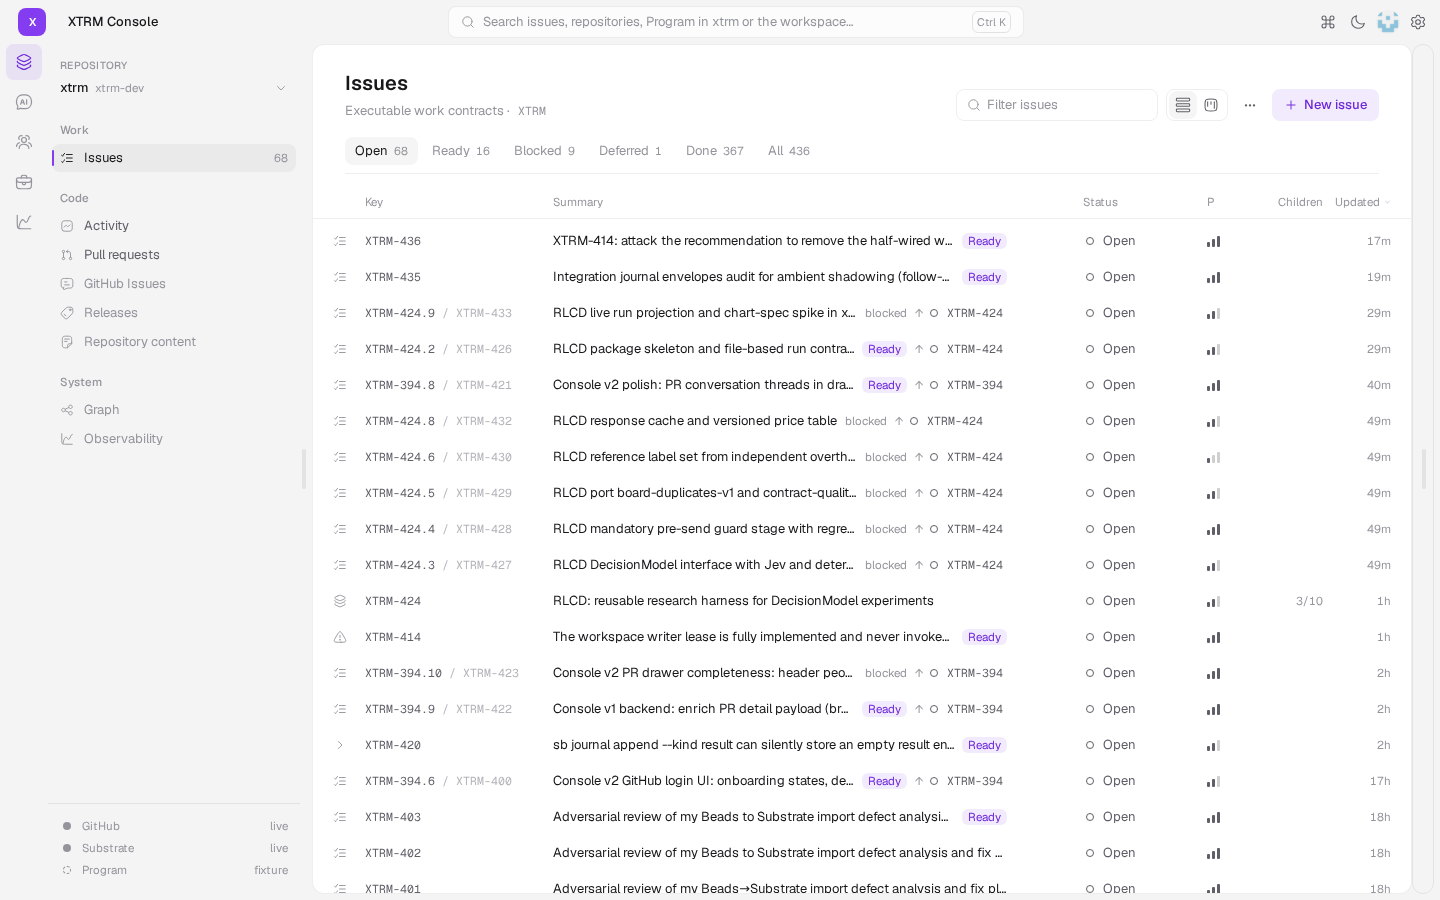 X XTRM Console
Search issues, repositories, Program in xtrm or the workspace... Ctrl K
REPOSITORY
xtrm xtrm-dev
Work
Issues 68
Code
Activity
Pull requests
GitHub Issues
Releases
Repository content
System
Graph
Observability
GitHub live
Substrate live
Program fixture
Issues
Executable work contracts · XTRM
Filter issues
New issue
Open 68 Ready 16 Blocked 9 Deferred 1 Done 367 All 436
Key Summary Status P Children Updated
XTRM-436 XTRM-414: attack the recommendation to remove the half-wired w... Ready Open 17m
XTRM-435 Integration journal envelopes audit for ambient shadowing (follow-... Ready Open 19m
XTRM-424.9 / XTRM-433 RLCD live run projection and chart-spec spike in x... blocked ↑ XTRM-424 Open 29m
XTRM-424.2 / XTRM-426 RLCD package skeleton and file-based run contra... Ready ↑ XTRM-424 Open 29m
XTRM-394.8 / XTRM-421 Console v2 polish: PR conversation threads in dra... Ready ↑ XTRM-394 Open 40m
XTRM-424.8 / XTRM-432 RLCD response cache and versioned price table blocked ↑ XTRM-424 Open 49m
XTRM-424.6 / XTRM-430 RLCD reference label set from independent overth... blocked ↑ XTRM-424 Open 49m
XTRM-424.5 / XTRM-429 RLCD port board-duplicates-v1 and contract-qualit... blocked ↑ XTRM-424 Open 49m
XTRM-424.4 / XTRM-428 RLCD mandatory pre-send guard stage with regre... blocked ↑ XTRM-424 Open 49m
XTRM-424.3 / XTRM-427 RLCD DecisionModel interface with Jev and deter... blocked ↑ XTRM-424 Open 49m
XTRM-424 RLCD: reusable research harness for DecisionModel experiments Open 3/10 1h
XTRM-414 The workspace writer lease is fully implemented and never invoke... Ready Open 1h
XTRM-394.10 / XTRM-423 Console v2 PR drawer completeness: header peo... blocked ↑ XTRM-394 Open 2h
XTRM-394.9 / XTRM-422 Console v1 backend: enrich PR detail payload (br... Ready ↑ XTRM-394 Open 2h
XTRM-420 sb journal append --kind result can silently store an empty result en... Ready Open 2h
XTRM-394.6 / XTRM-400 Console v2 GitHub login UI: onboarding states, de... Ready ↑ XTRM-394 Open 17h
XTRM-403 Adversarial review of my Beads to Substrate import defect analysi... Ready Open 18h
XTRM-402 Adversarial review of my Beads to Substrate import defect analysis and fix ... Open 18h
XTRM-401 Adversarial review of my Beads→Substrate import defect analysis and fix pl... Open 18h